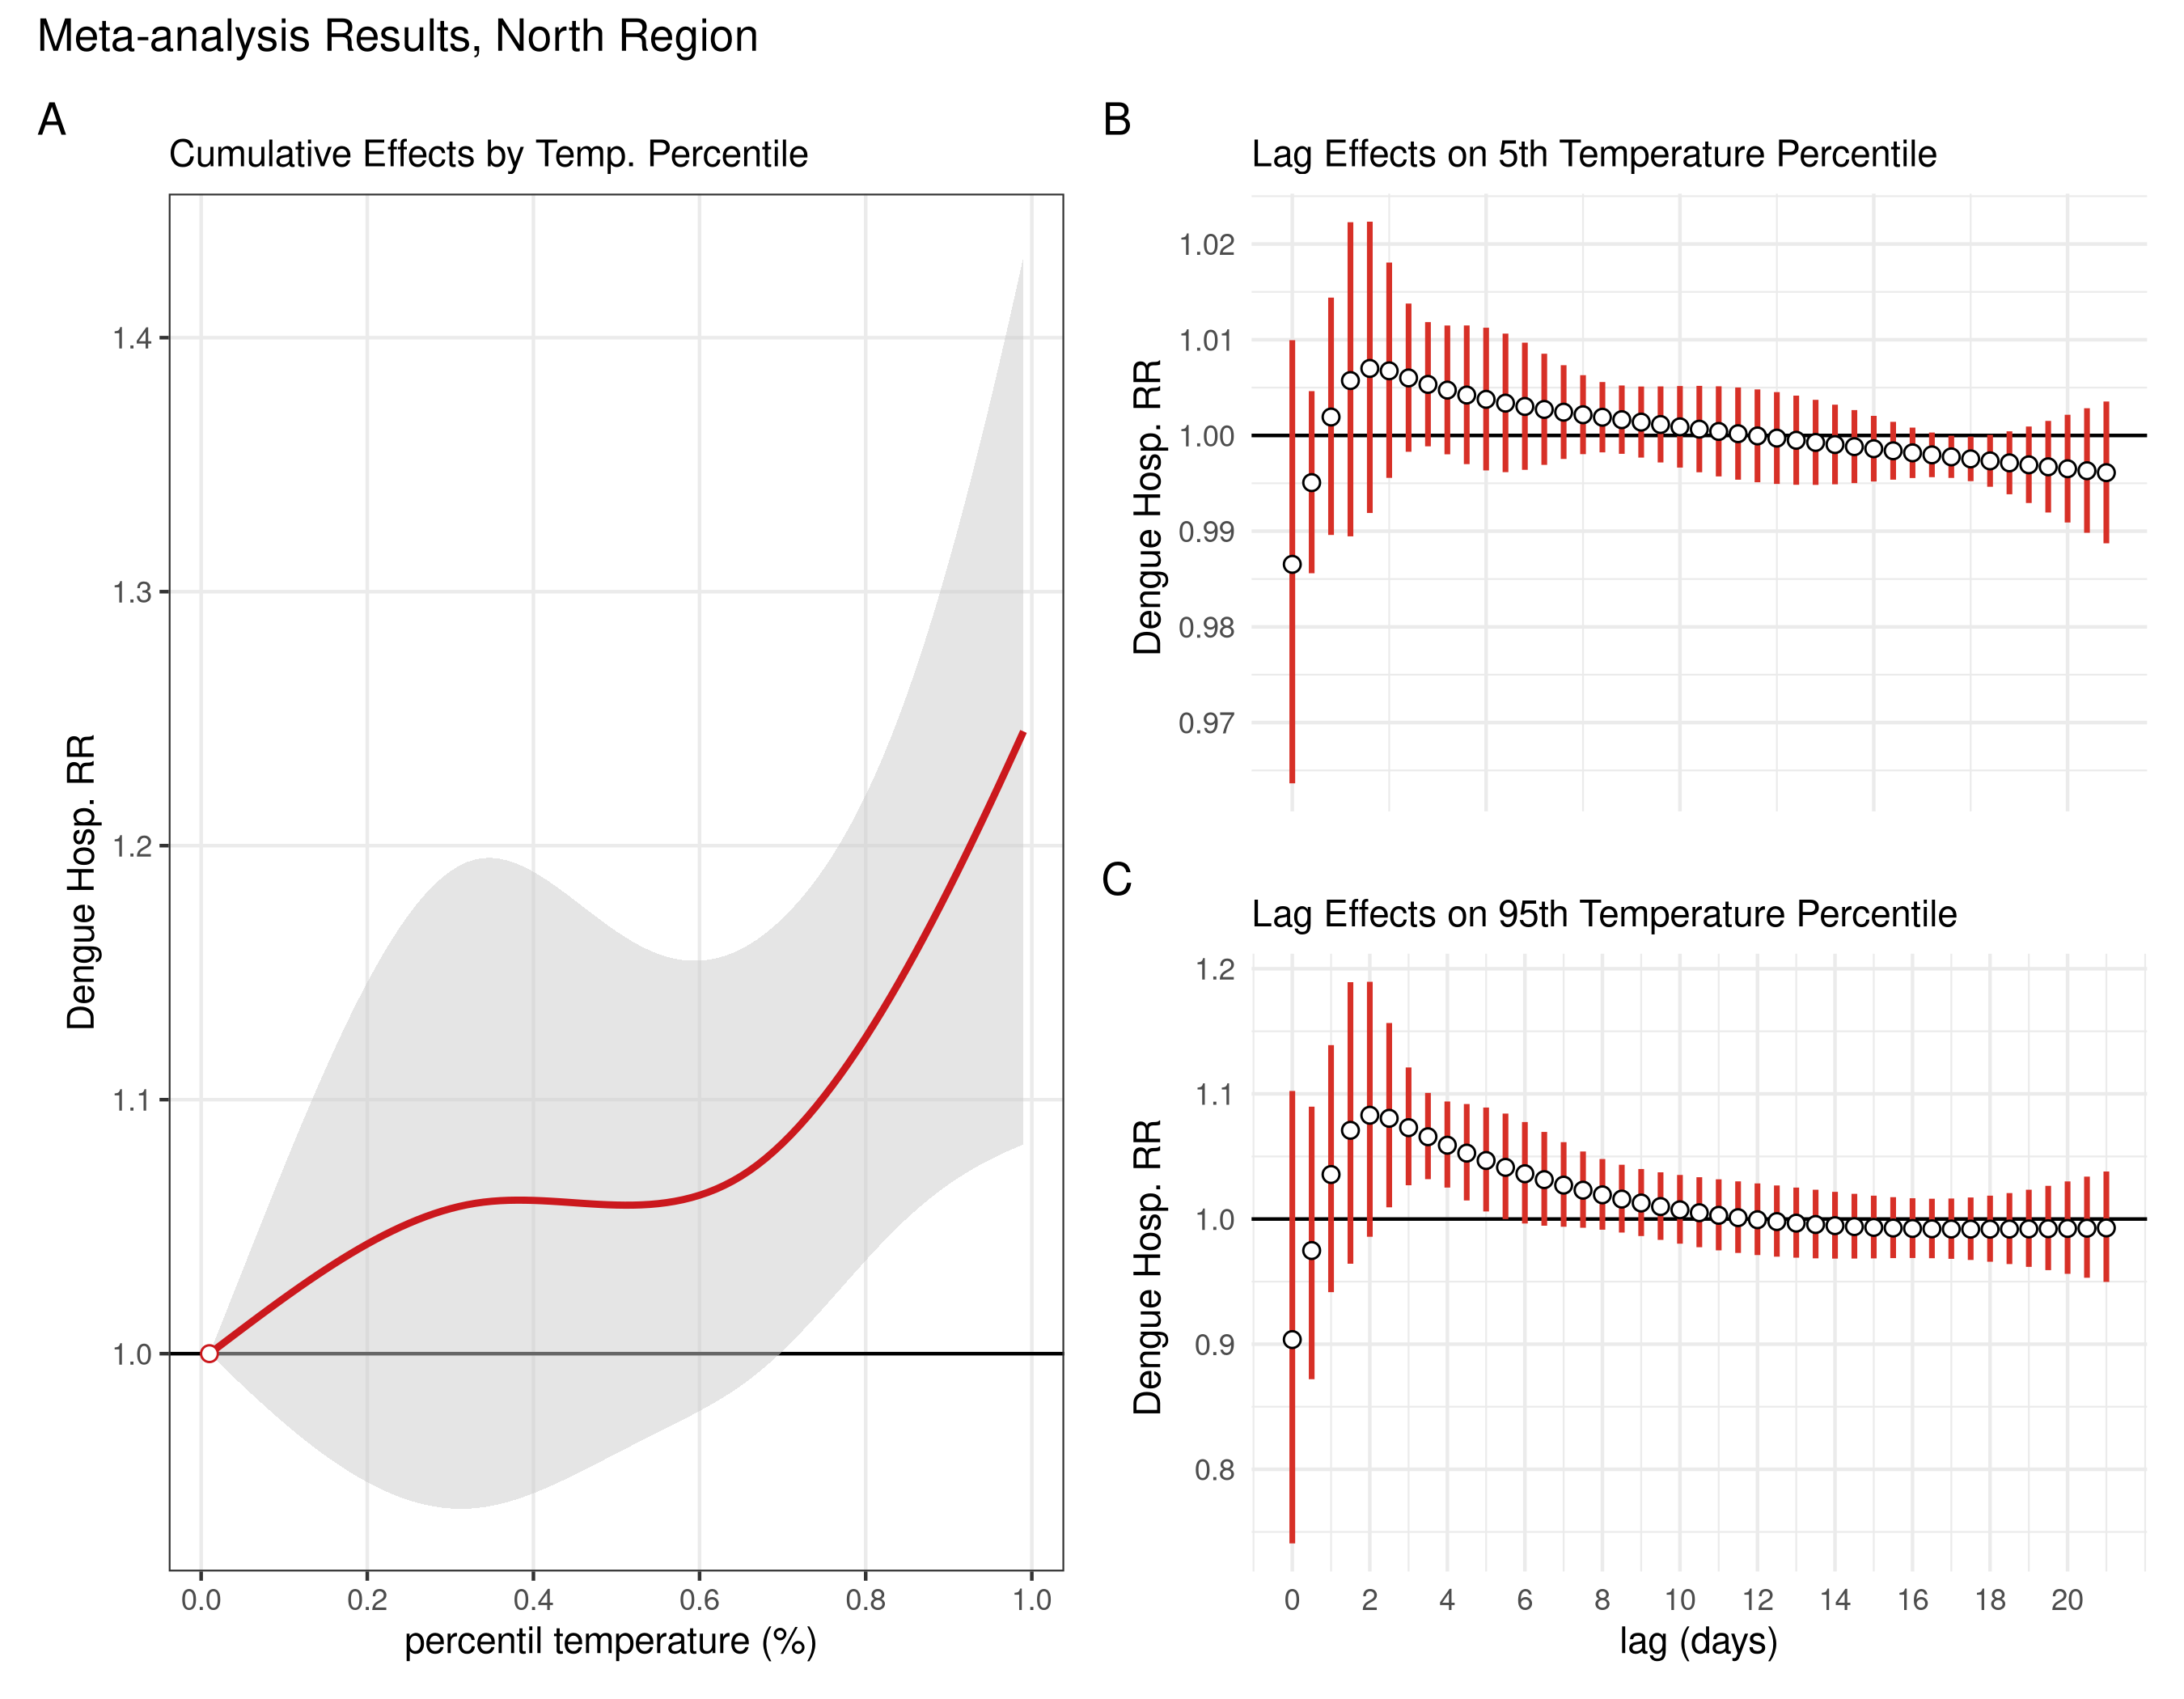 Meta-analysis Results, North Region
A
Cumulative Effects by Temp. Percentile
Dengue Hosp. RR
1.4
1.3
1.2
1.1
1.0
0.0 0.2 0.4 0.6 0.8 1.0
percentil temperature (%)
B
Lag Effects on 5th Temperature Percentile
Dengue Hosp. RR
1.02
1.01
1.00
0.99
0.98
0.97
C
Lag Effects on 95th Temperature Percentile
Dengue Hosp. RR
1.2
1.1
1.0
0.9
0.8
0 2 4 6 8 10 12 14 16 18 20
lag (days)